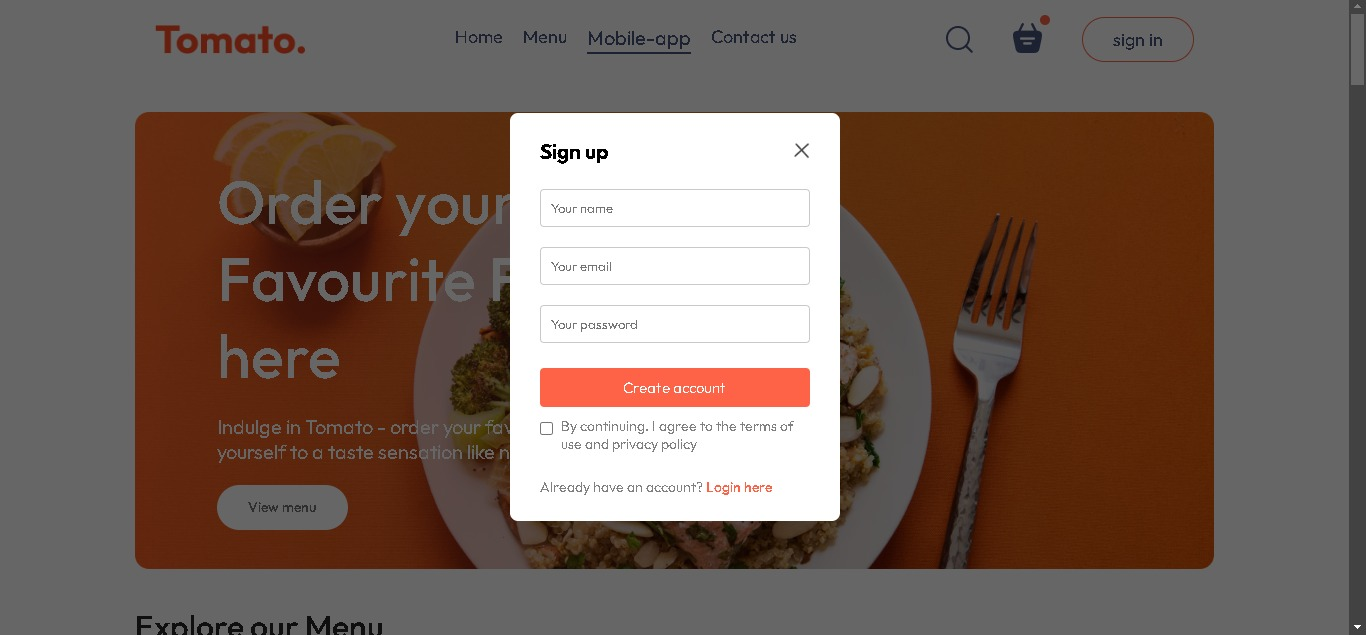 Tomato.
Home Menu Mobile-app Contact us
sign in
Order your
Favourite F
here
Indulge in Tomato - order your fav
yourself to a taste sensation like n
View menu
Sign up
Your name
Your email
Your password
Create account
By continuing. I agree to the terms of
use and privacy policy
Already have an account? Login here
Explore our Menu